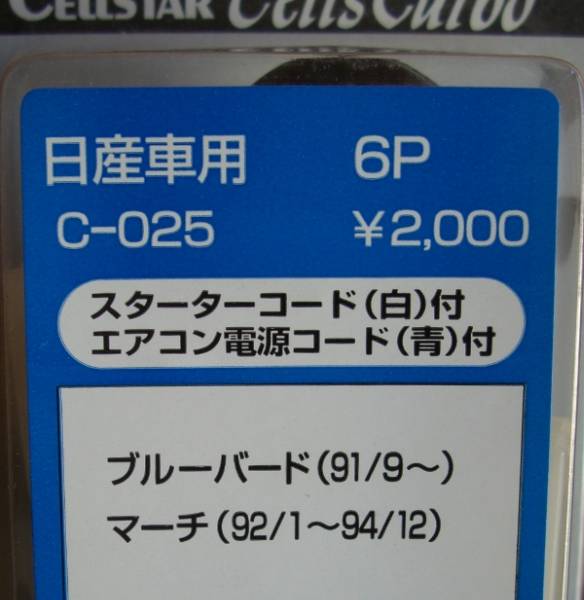 CELLSTAR CellsCa100
日産車用 6P
C-025 ¥2,000
スターターコード(白)付
エアコン電源コード(青)付
ブルーバード(91/9～)
マーチ(92/1～94/12)